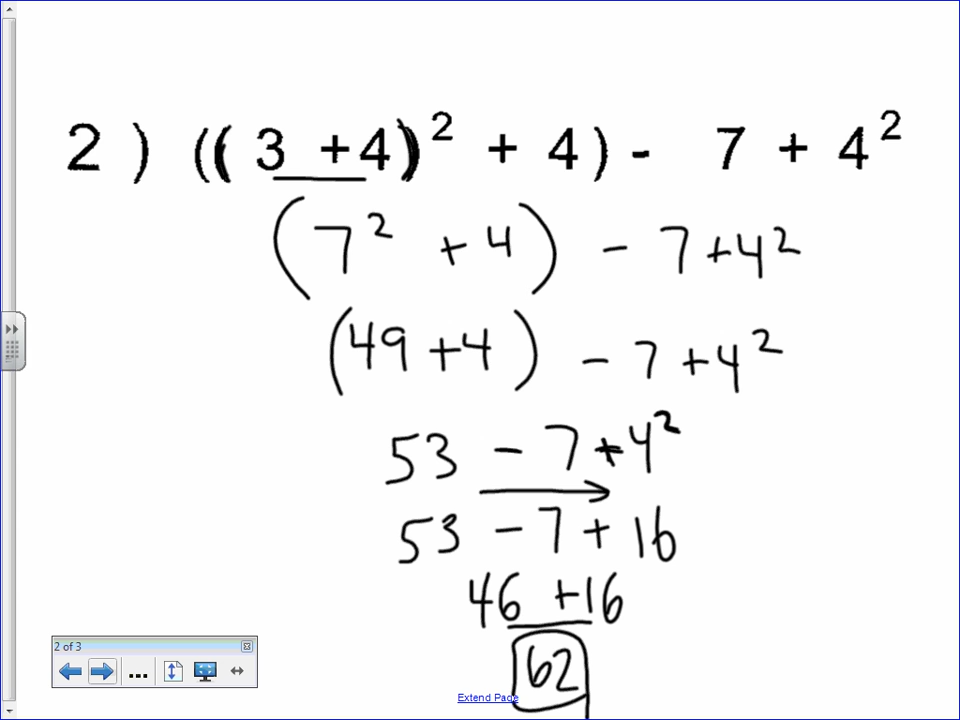 2 ) (( 3 + 4)² + 4) - 7 + 4²
(7² + 4) - 7 + 4²
(49 + 4) - 7 + 4²
53 - 7 + 4²
53 - 7 + 16
46 + 16
62
2 of 3
...
Extend Page